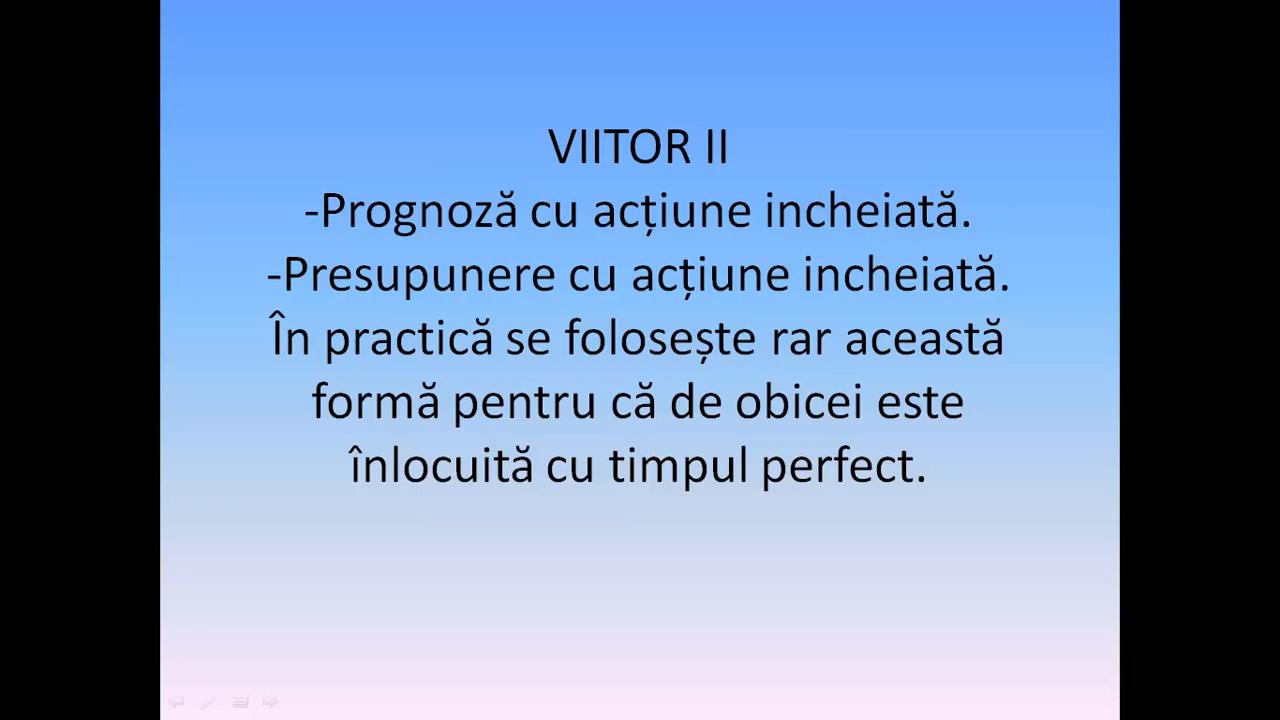 VIITOR II
-Prognoză cu acțiune incheiată.
-Presupunere cu acțiune incheiată.
În practică se folosește rar această
formă pentru că de obicei este
înlocuită cu timpul perfect.